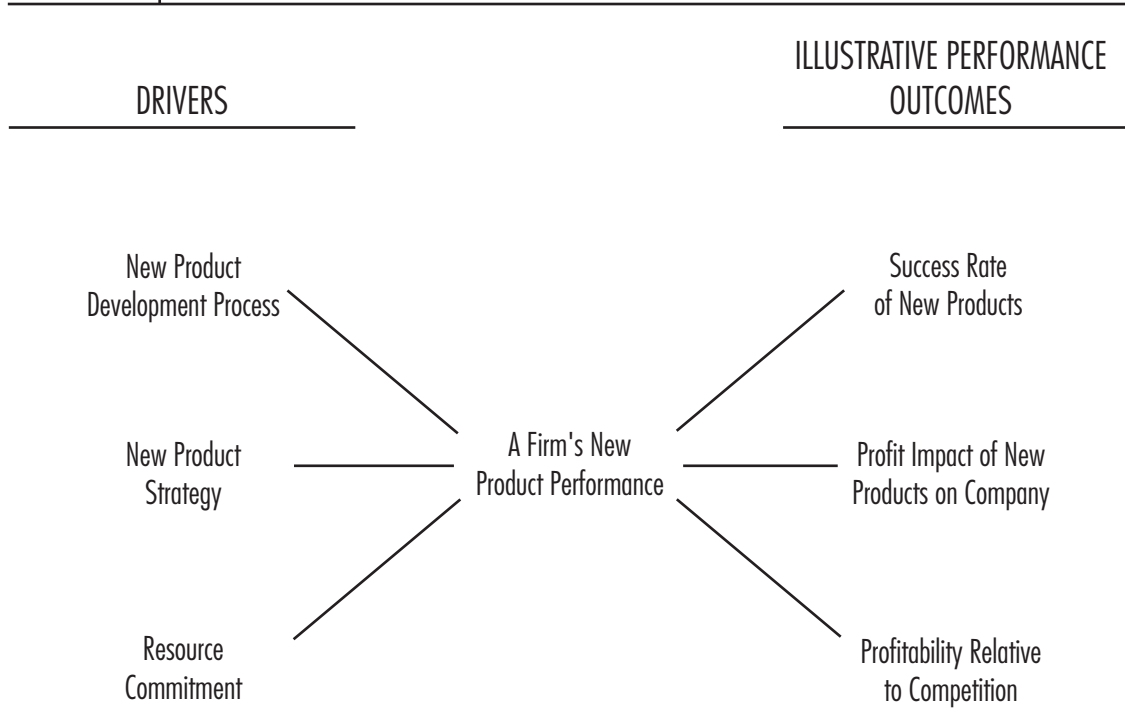 DRIVERS
ILLUSTRATIVE PERFORMANCE
OUTCOMES
New Product
Development Process
New Product
Strategy
Resource
Commitment
A Firm's New
Product Performance
Success Rate
of New Products
Profit Impact of New
Products on Company
Profitability Relative
to Competition